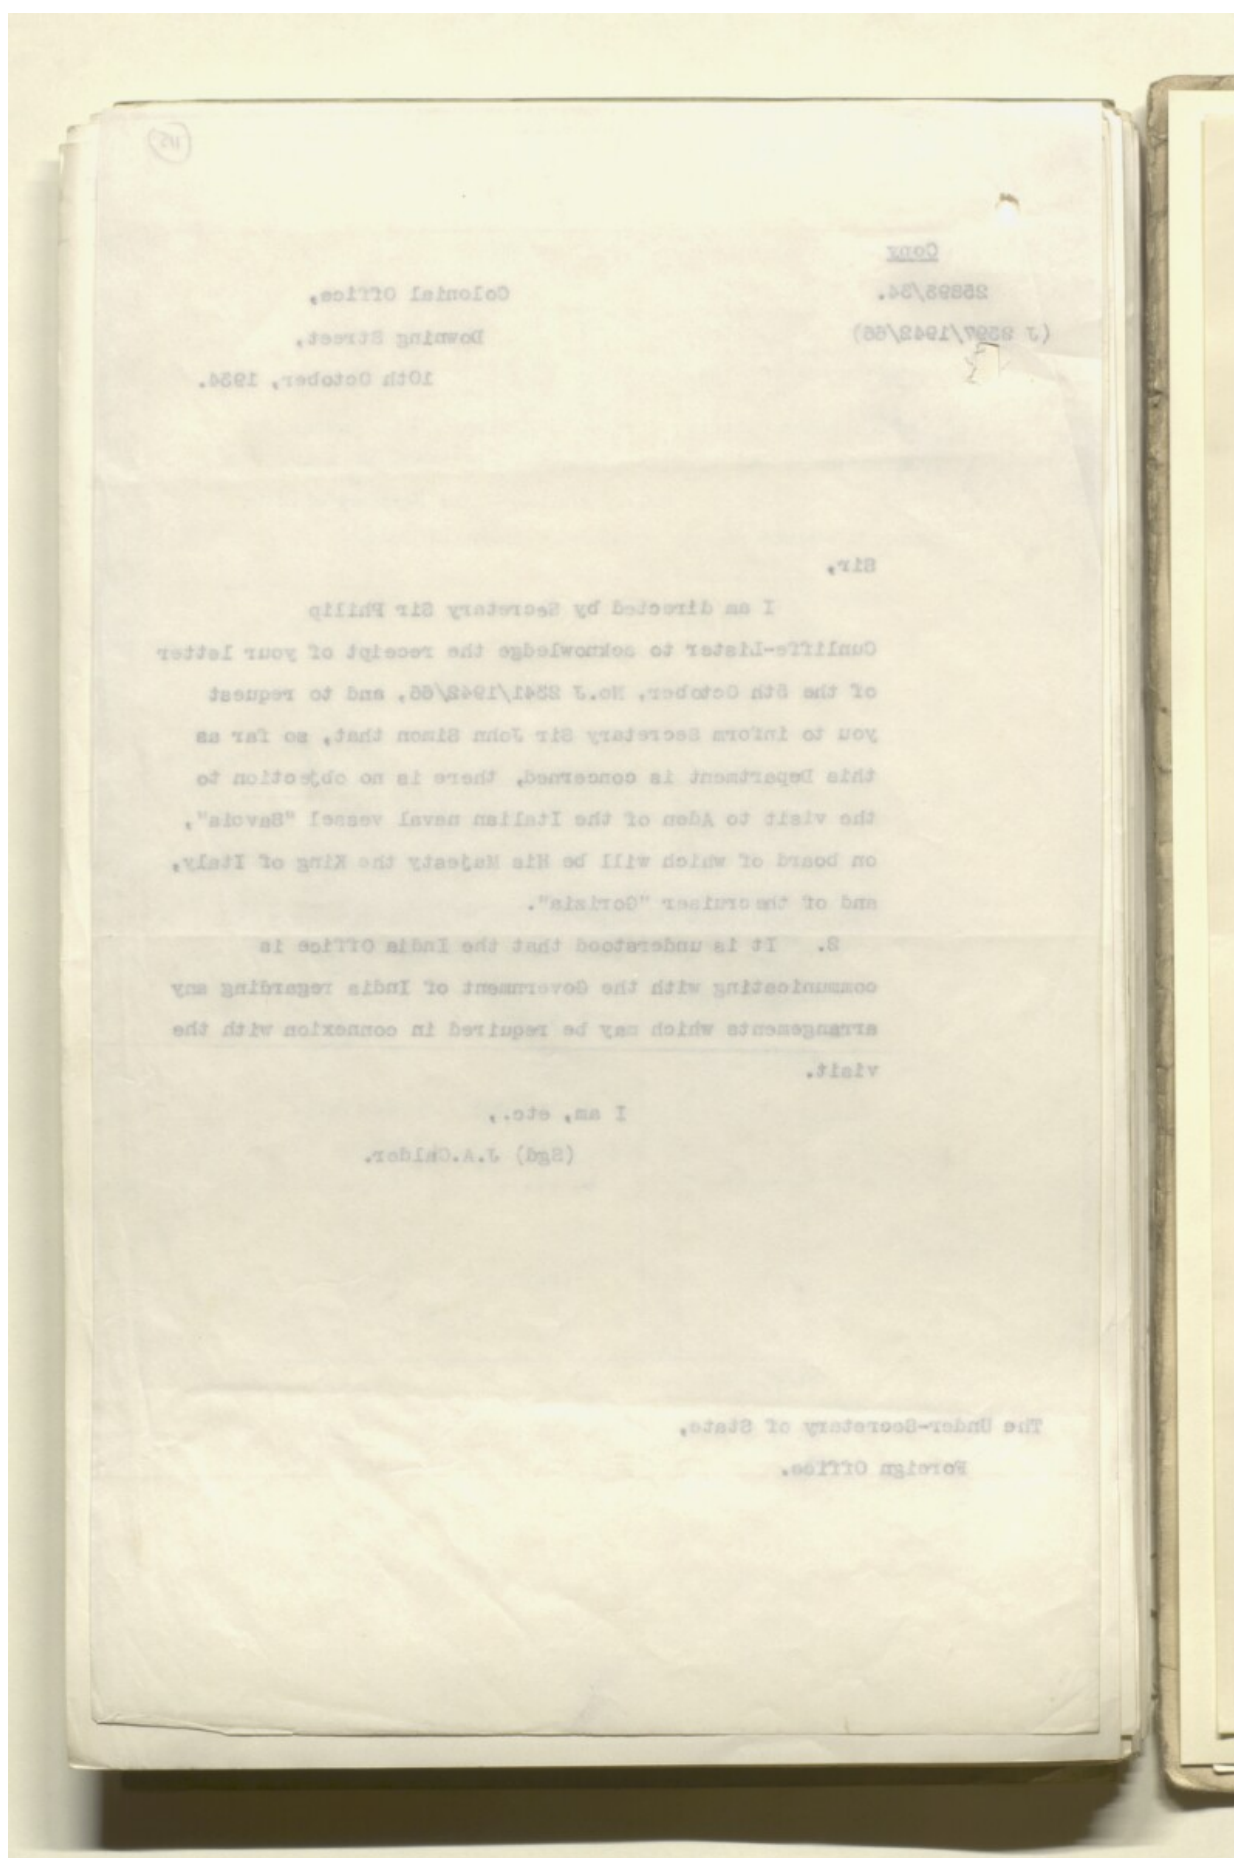 115
Copy
25895/34.
(J 2397/1942/66)
Colonial Office,
Downing Street,
10th October, 1934.
Sir,
I am directed by Secretary Sir Philip
Cunliffe-Lister to acknowledge the receipt of your letter
of the 5th October, No.J 2341/1942/66, and to request
you to inform Secretary Sir John Simon that, so far as
this Department is concerned, there is no objection to
the visit to Aden of the Italian naval vessel "Savoia",
on board of which will be His Majesty the King of Italy,
and of the cruiser "Gorizia".
2. It is understood that the India Office is
communicating with the Government of India regarding any
arrangements which may be required in connexion with the
visit.
I am, etc.,
(Sgd) J.A.Calder.
The Under-Secretary of State,
Foreign Office.